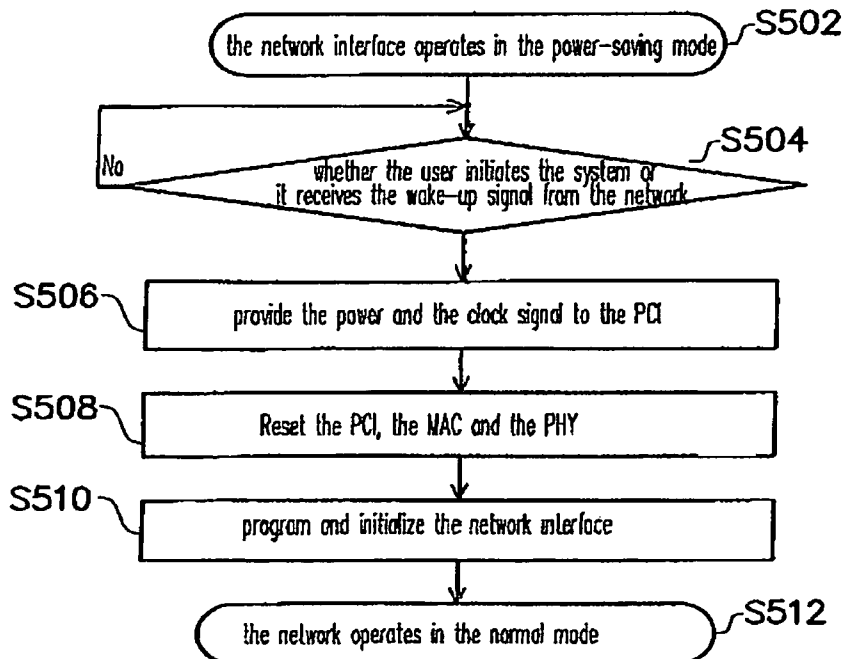 the network interface operates in the power-saving mode
S502
S504
No
whether the user initiates the system or
it receives the wake-up signal from the network
S506
provide the power and the clock signal to the PCI
S508
Reset the PCI, the MAC and the PHY
S510
program and initialize the network interface
S512
the network operates in the normal mode